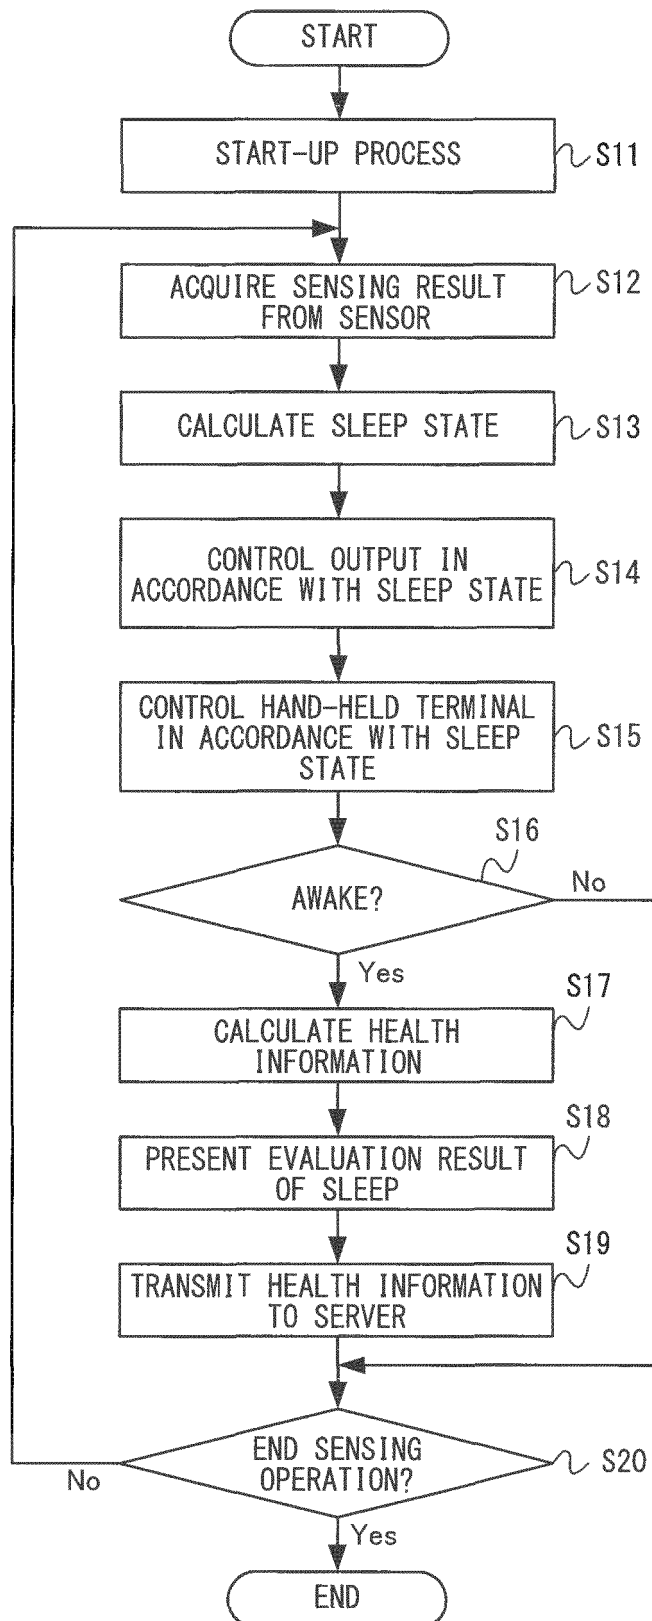 START
START-UP PROCESS
S11
ACQUIRE SENSING RESULT
FROM SENSOR
S12
CALCULATE SLEEP STATE
S13
CONTROL OUTPUT IN
ACCORDANCE WITH SLEEP STATE
S14
CONTROL HAND-HELD TERMINAL
IN ACCORDANCE WITH SLEEP
STATE
S15
S16
AWAKE?
No
Yes
S17
CALCULATE HEALTH
INFORMATION
S18
PRESENT EVALUATION RESULT
OF SLEEP
S19
TRANSMIT HEALTH INFORMATION
TO SERVER
END SENSING
OPERATION?
S20
No
Yes
END